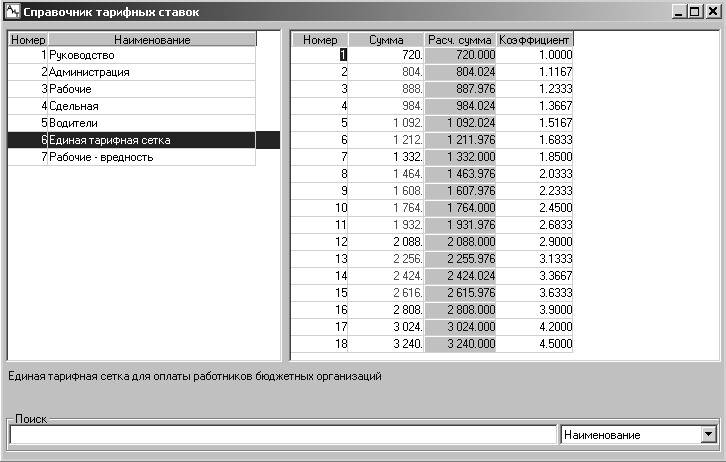 Справочник тарифных ставок
Номер Наименование
1 Руководство
2 Администрация
3 Рабочие
4 Сдельная
5 Водители
6 Единая тарифная сетка
7 Рабочие - вредность
Номер Сумма Расч. сумма Коэффициент
1 720. 720.000 1.0000
2 804. 804.024 1.1167
3 888. 887.976 1.2333
4 984. 984.024 1.3667
5 1 092. 1 092.024 1.5167
6 1 212. 1 211.976 1.6833
7 1 332. 1 332.000 1.8500
8 1 464. 1 463.976 2.0333
9 1 608. 1 607.976 2.2333
10 1 764. 1 764.000 2.4500
11 1 932. 1 931.976 2.6833
12 2 088. 2 088.000 2.9000
13 2 256. 2 255.976 3.1333
14 2 424. 2 424.024 3.3667
15 2 616. 2 615.976 3.6333
16 2 808. 2 808.000 3.9000
17 3 024. 3 024.000 4.2000
18 3 240. 3 240.000 4.5000
Единая тарифная сетка для оплаты работников бюджетных организаций
Поиск
Наименование